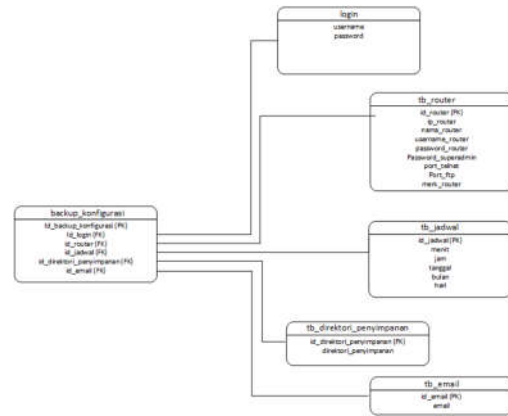 login
username
password
tb_router
id_router (PK)
ip_router
nama_router
username_router
password_router
Password_superadmin
port_telnet
Port_ftp
merk_router
backup_konfigurasi
Id_backup_konfigurasi (PK)
Id_login (FK)
id_router (FK)
id_jadwal (FK)
id_direktori_penyimpanan (FK)
id_email (FK)
tb_jadwal
id_jadwal (PK)
menit
jam
tanggal
bulan
hari
tb_direktori_penyimpanan
id_direktori_penyimpanan (PK)
direktori_penyimpanan
tb_email
id_email (PK)
email